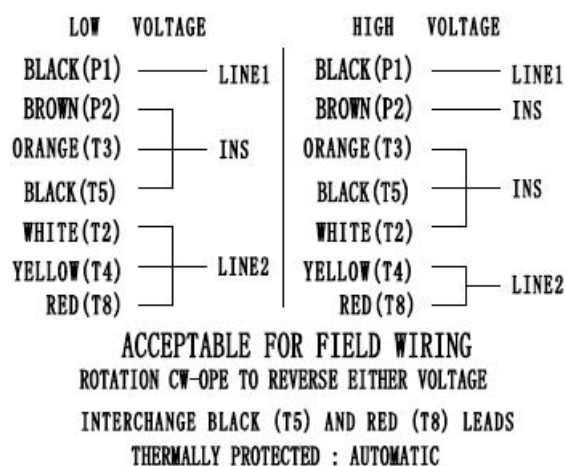 LOW VOLTAGE
BLACK(P1) LINE1
BROWN(P2)
ORANGE(T3) INS
BLACK(T5)
WHITE(T2)
YELLOW(T4) LINE2
RED(T8)
HIGH VOLTAGE
BLACK(P1) LINE1
BROWN(P2) INS
ORANGE(T3)
BLACK(T5) INS
WHITE(T2)
YELLOW(T4) LINE2
RED(T8)
ACCEPTABLE FOR FIELD WIRING
ROTATION CW-OPE TO REVERSE EITHER VOLTAGE
INTERCHANGE BLACK (T5) AND RED (T8) LEADS
THERMALLY PROTECTED : AUTOMATIC